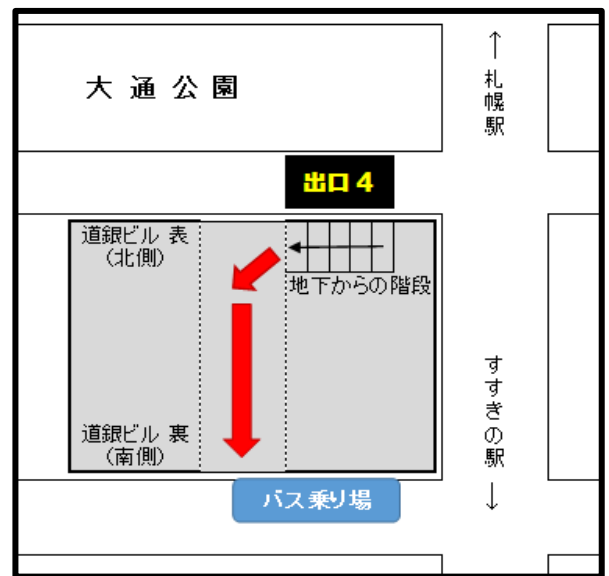 大通公園
↑
札幌駅
出口4
道銀ビル 表
(北側)
地下からの階段
すすきの駅
↓
道銀ビル 裏
(南側)
バス乗り場